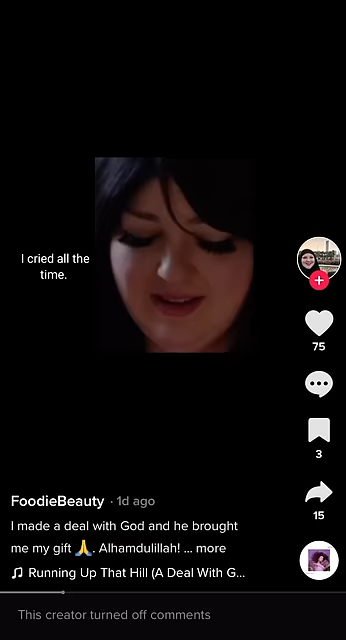 I cried all the
time.
75
3
15
FoodieBeauty · 1d ago
I made a deal with God and he brought
me my gift 🙏. Alhamdulillah! ... more
♫ Running Up That Hill (A Deal With G...
This creator turned off comments